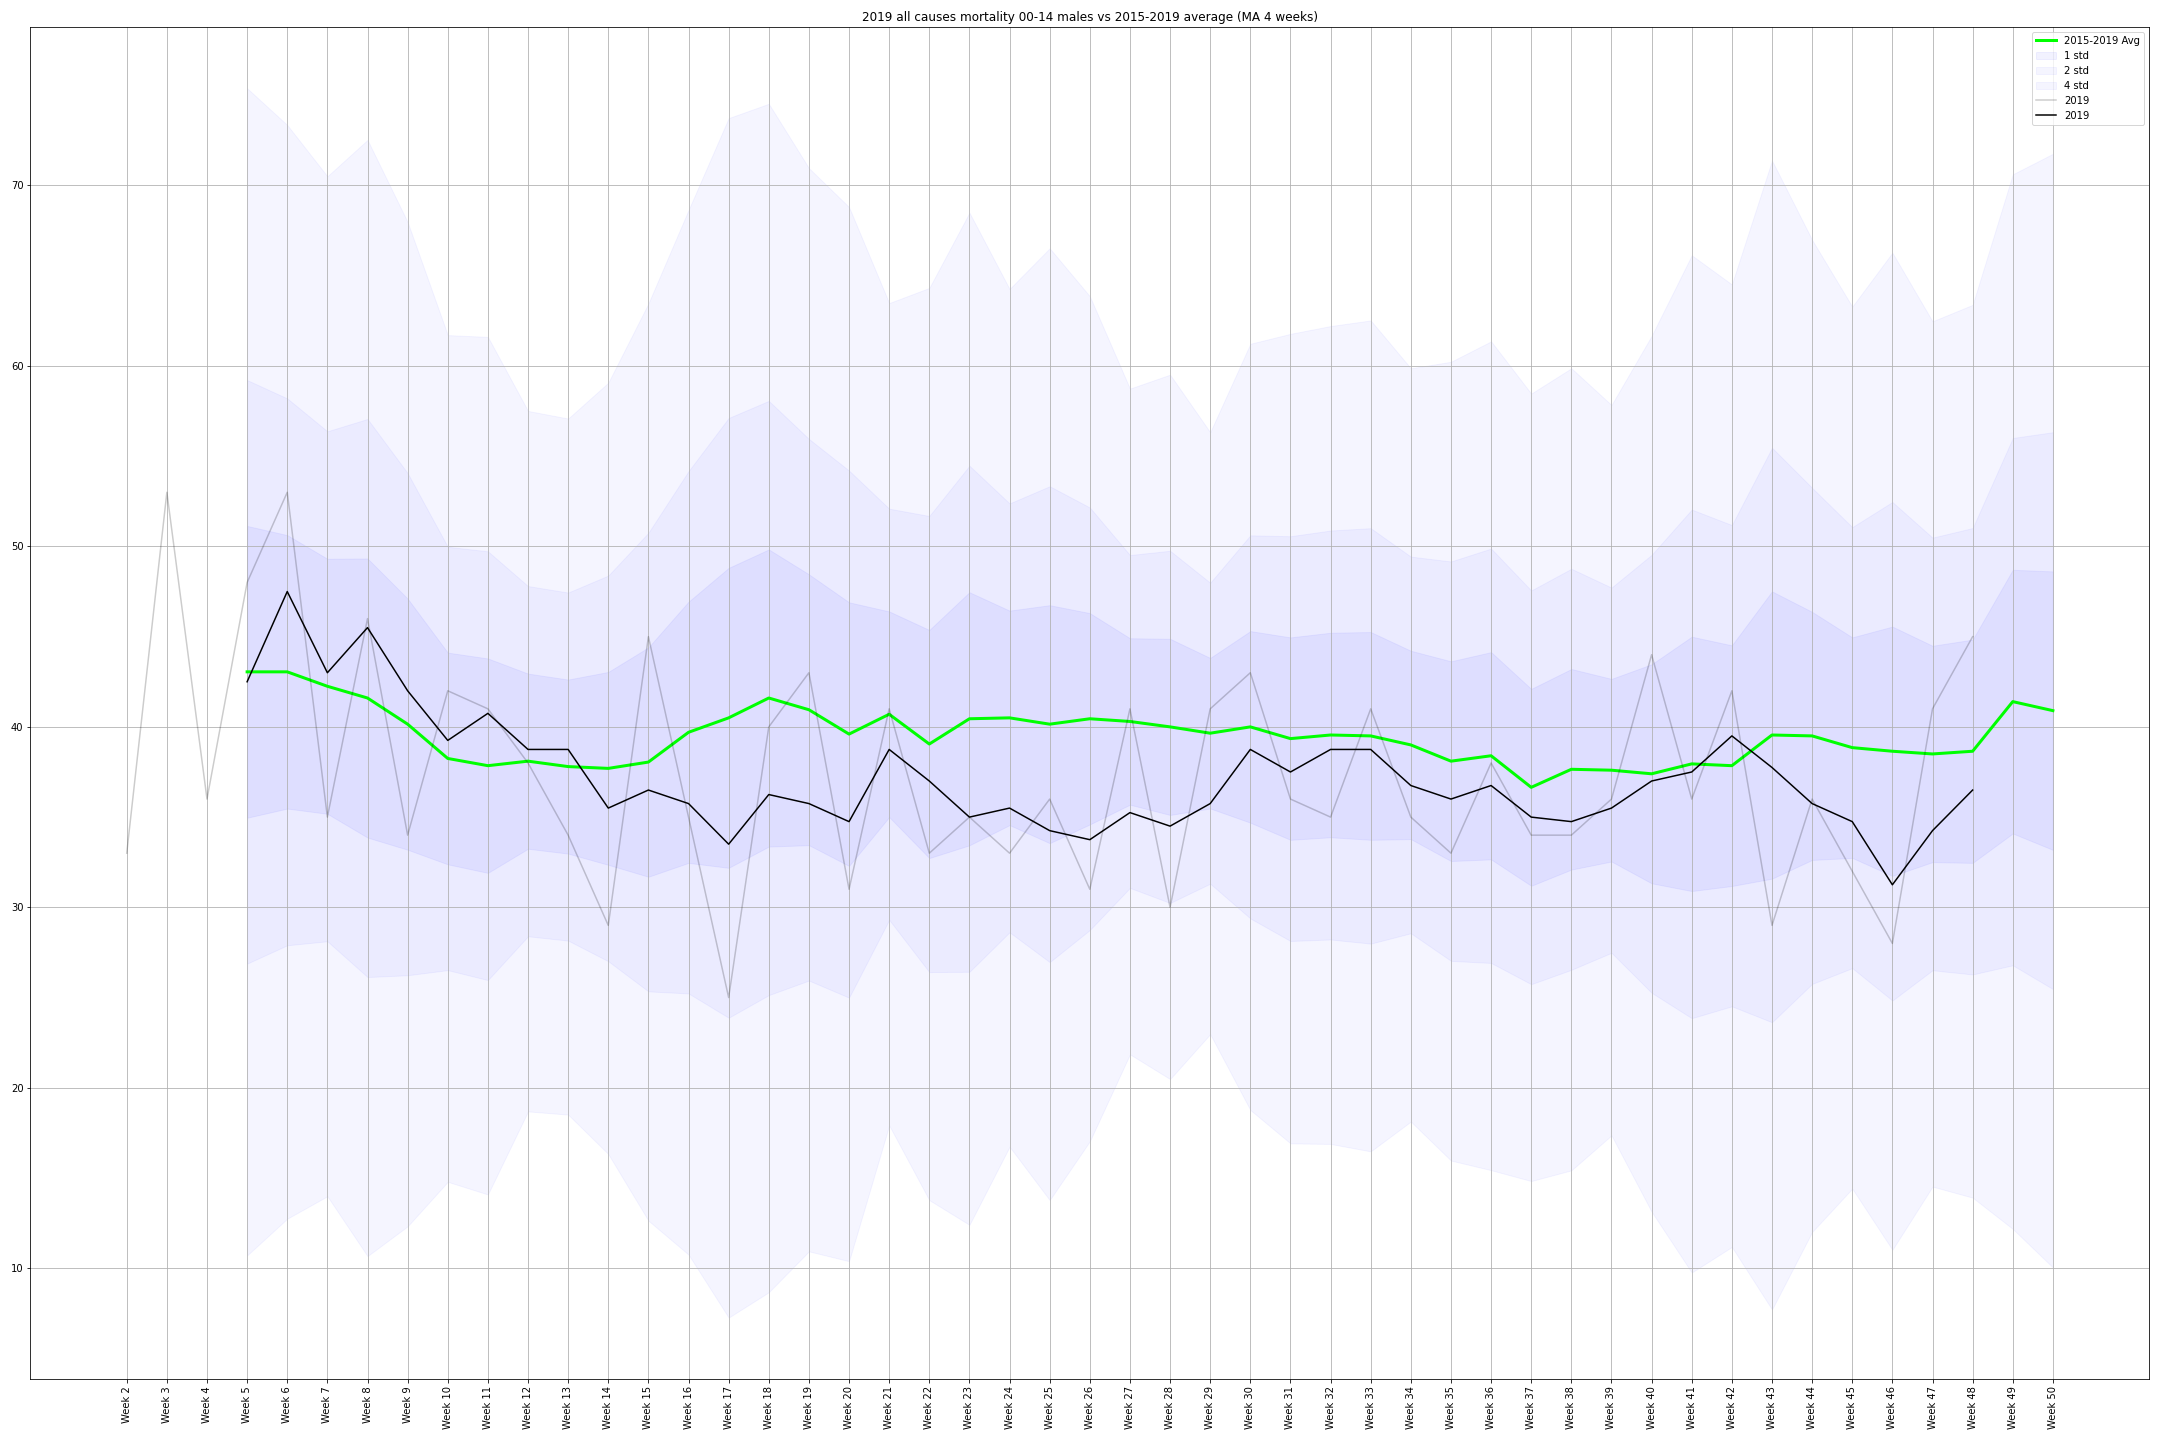 2019 all causes mortality 00-14 males vs 2015-2019 average (MA 4 weeks)
2015-2019 Avg
1 std
2 std
4 std
2019
2019
70
60
50
40
30
20
10
Week 2
Week 3
Week 4
Week 5
Week 6
Week 7
Week 8
Week 9
Week 10
Week 11
Week 12
Week 13
Week 14
Week 15
Week 16
Week 17
Week 18
Week 19
Week 20
Week 21
Week 22
Week 23
Week 24
Week 25
Week 26
Week 27
Week 28
Week 29
Week 30
Week 31
Week 32
Week 33
Week 34
Week 35
Week 36
Week 37
Week 38
Week 39
Week 40
Week 41
Week 42
Week 43
Week 44
Week 45
Week 46
Week 47
Week 48
Week 49
Week 50